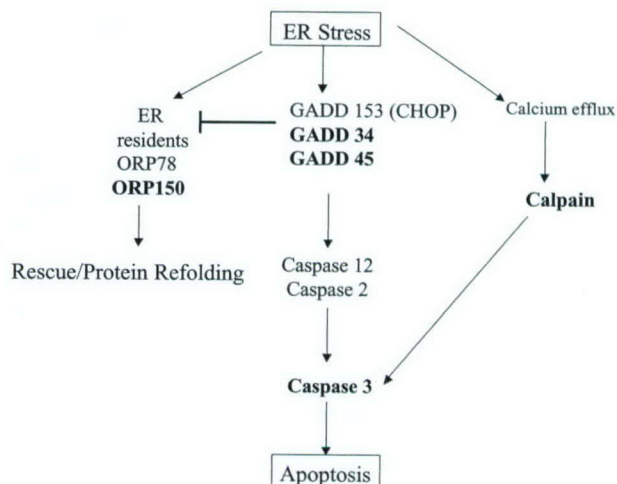 ER Stress
ER
residents
ORP78
ORP150
GADD 153 (CHOP)
GADD 34
GADD 45
Calcium efflux
Calpain
Rescue/Protein Refolding
Caspase 12
Caspase 2
Caspase 3
Apoptosis